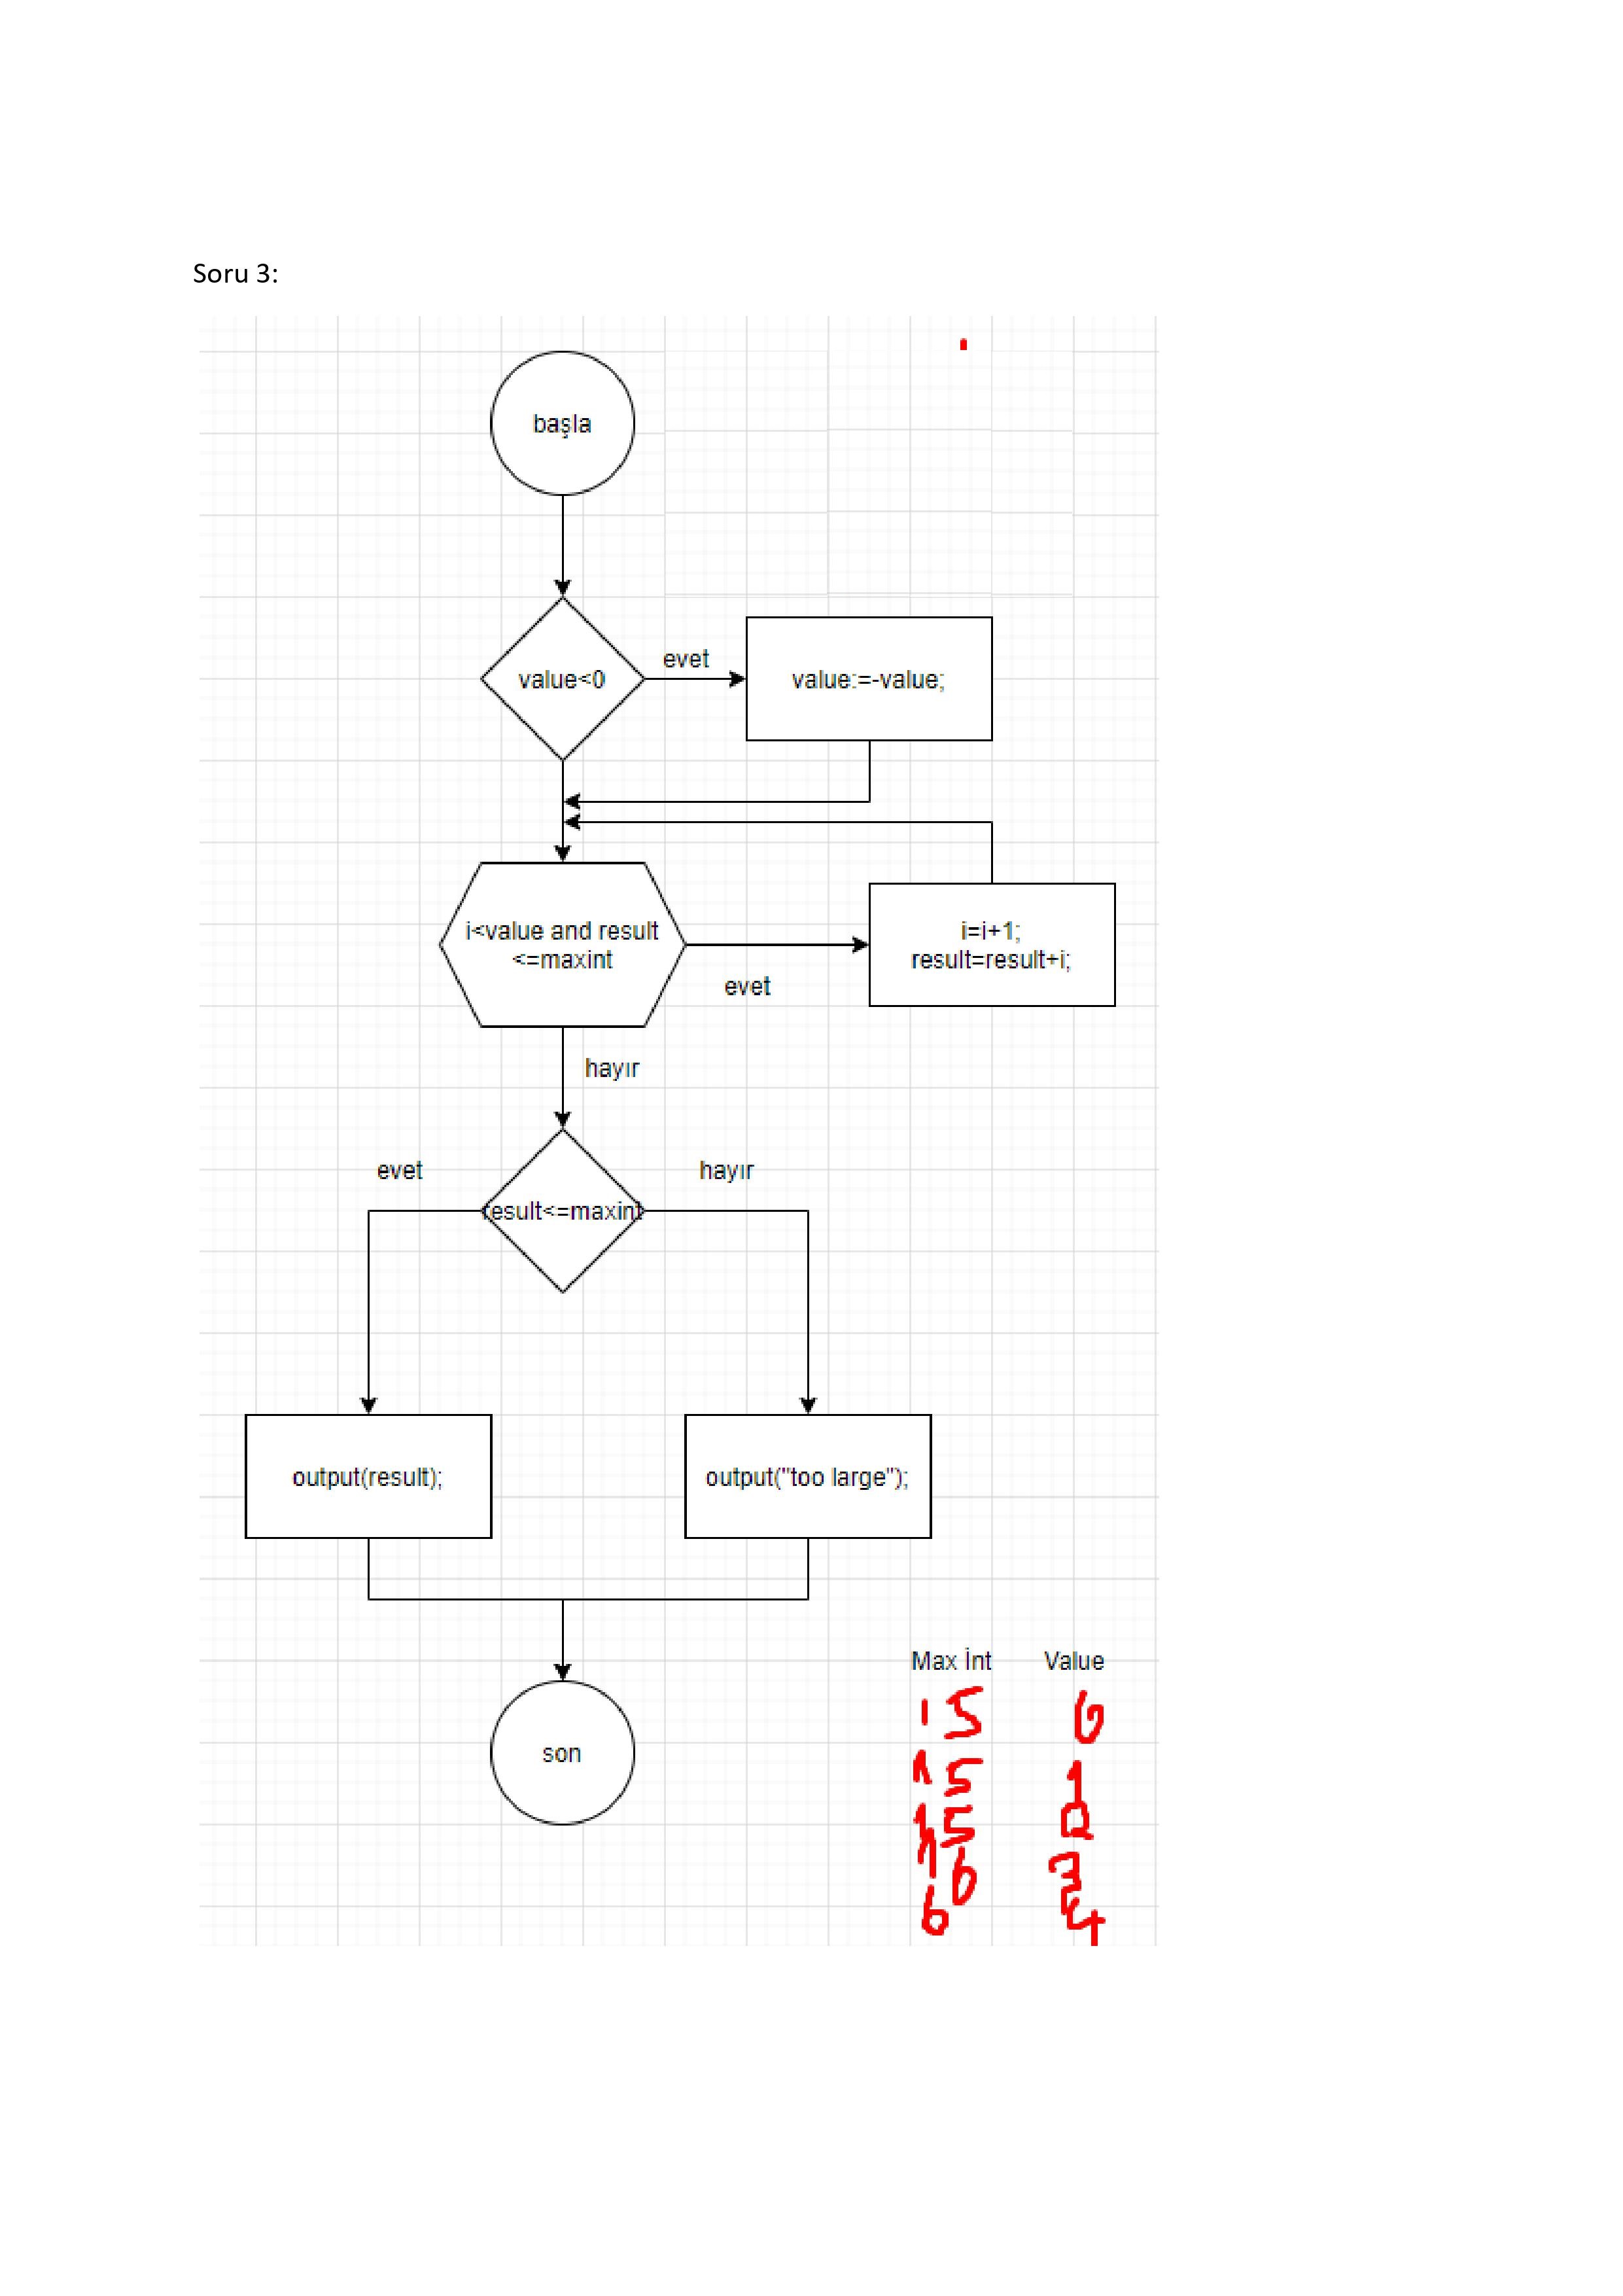 Soru 3:
başla
value<0
evet
value:=-value;
i<value and result
<=maxint
evet
i=i+1;
result=result+i;
hayır
evet
hayır
result<=maxint
output(result);
output("too large");
son
Max İnt Value
15
15 1
15 2
3
6 4